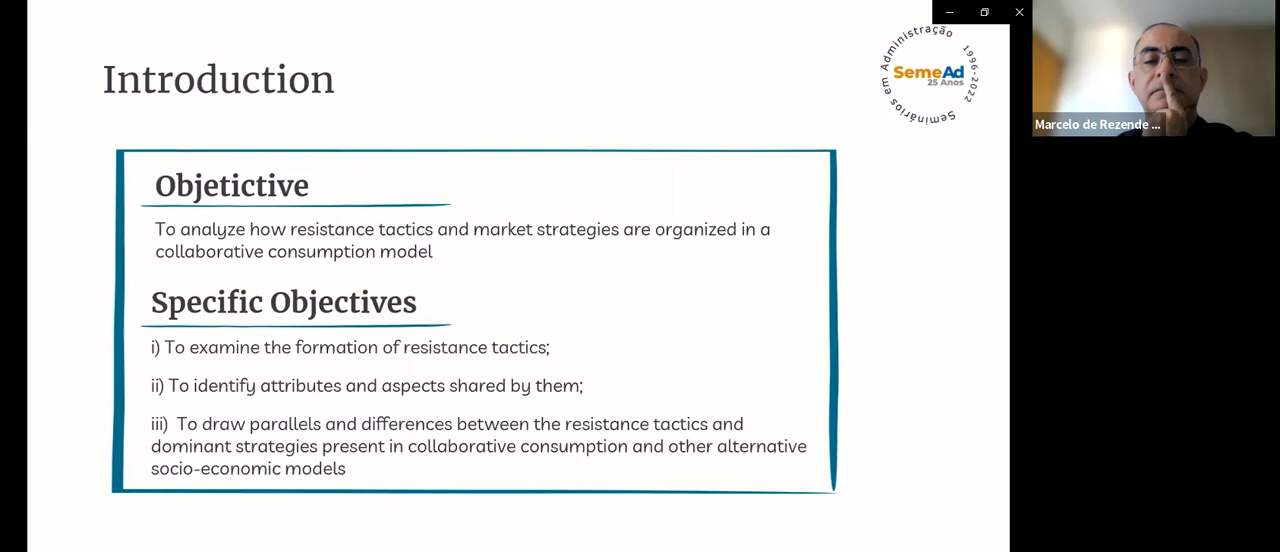 Introduction
Seminários em Administração 1996-2022
SemeAd
25 Anos
Marcelo de Rezende ...
Objetictive
To analyze how resistance tactics and market strategies are organized in a
collaborative consumption model
Specific Objectives
i) To examine the formation of resistance tactics;
ii) To identify attributes and aspects shared by them;
iii) To draw parallels and differences between the resistance tactics and
dominant strategies present in collaborative consumption and other alternative
socio-economic models